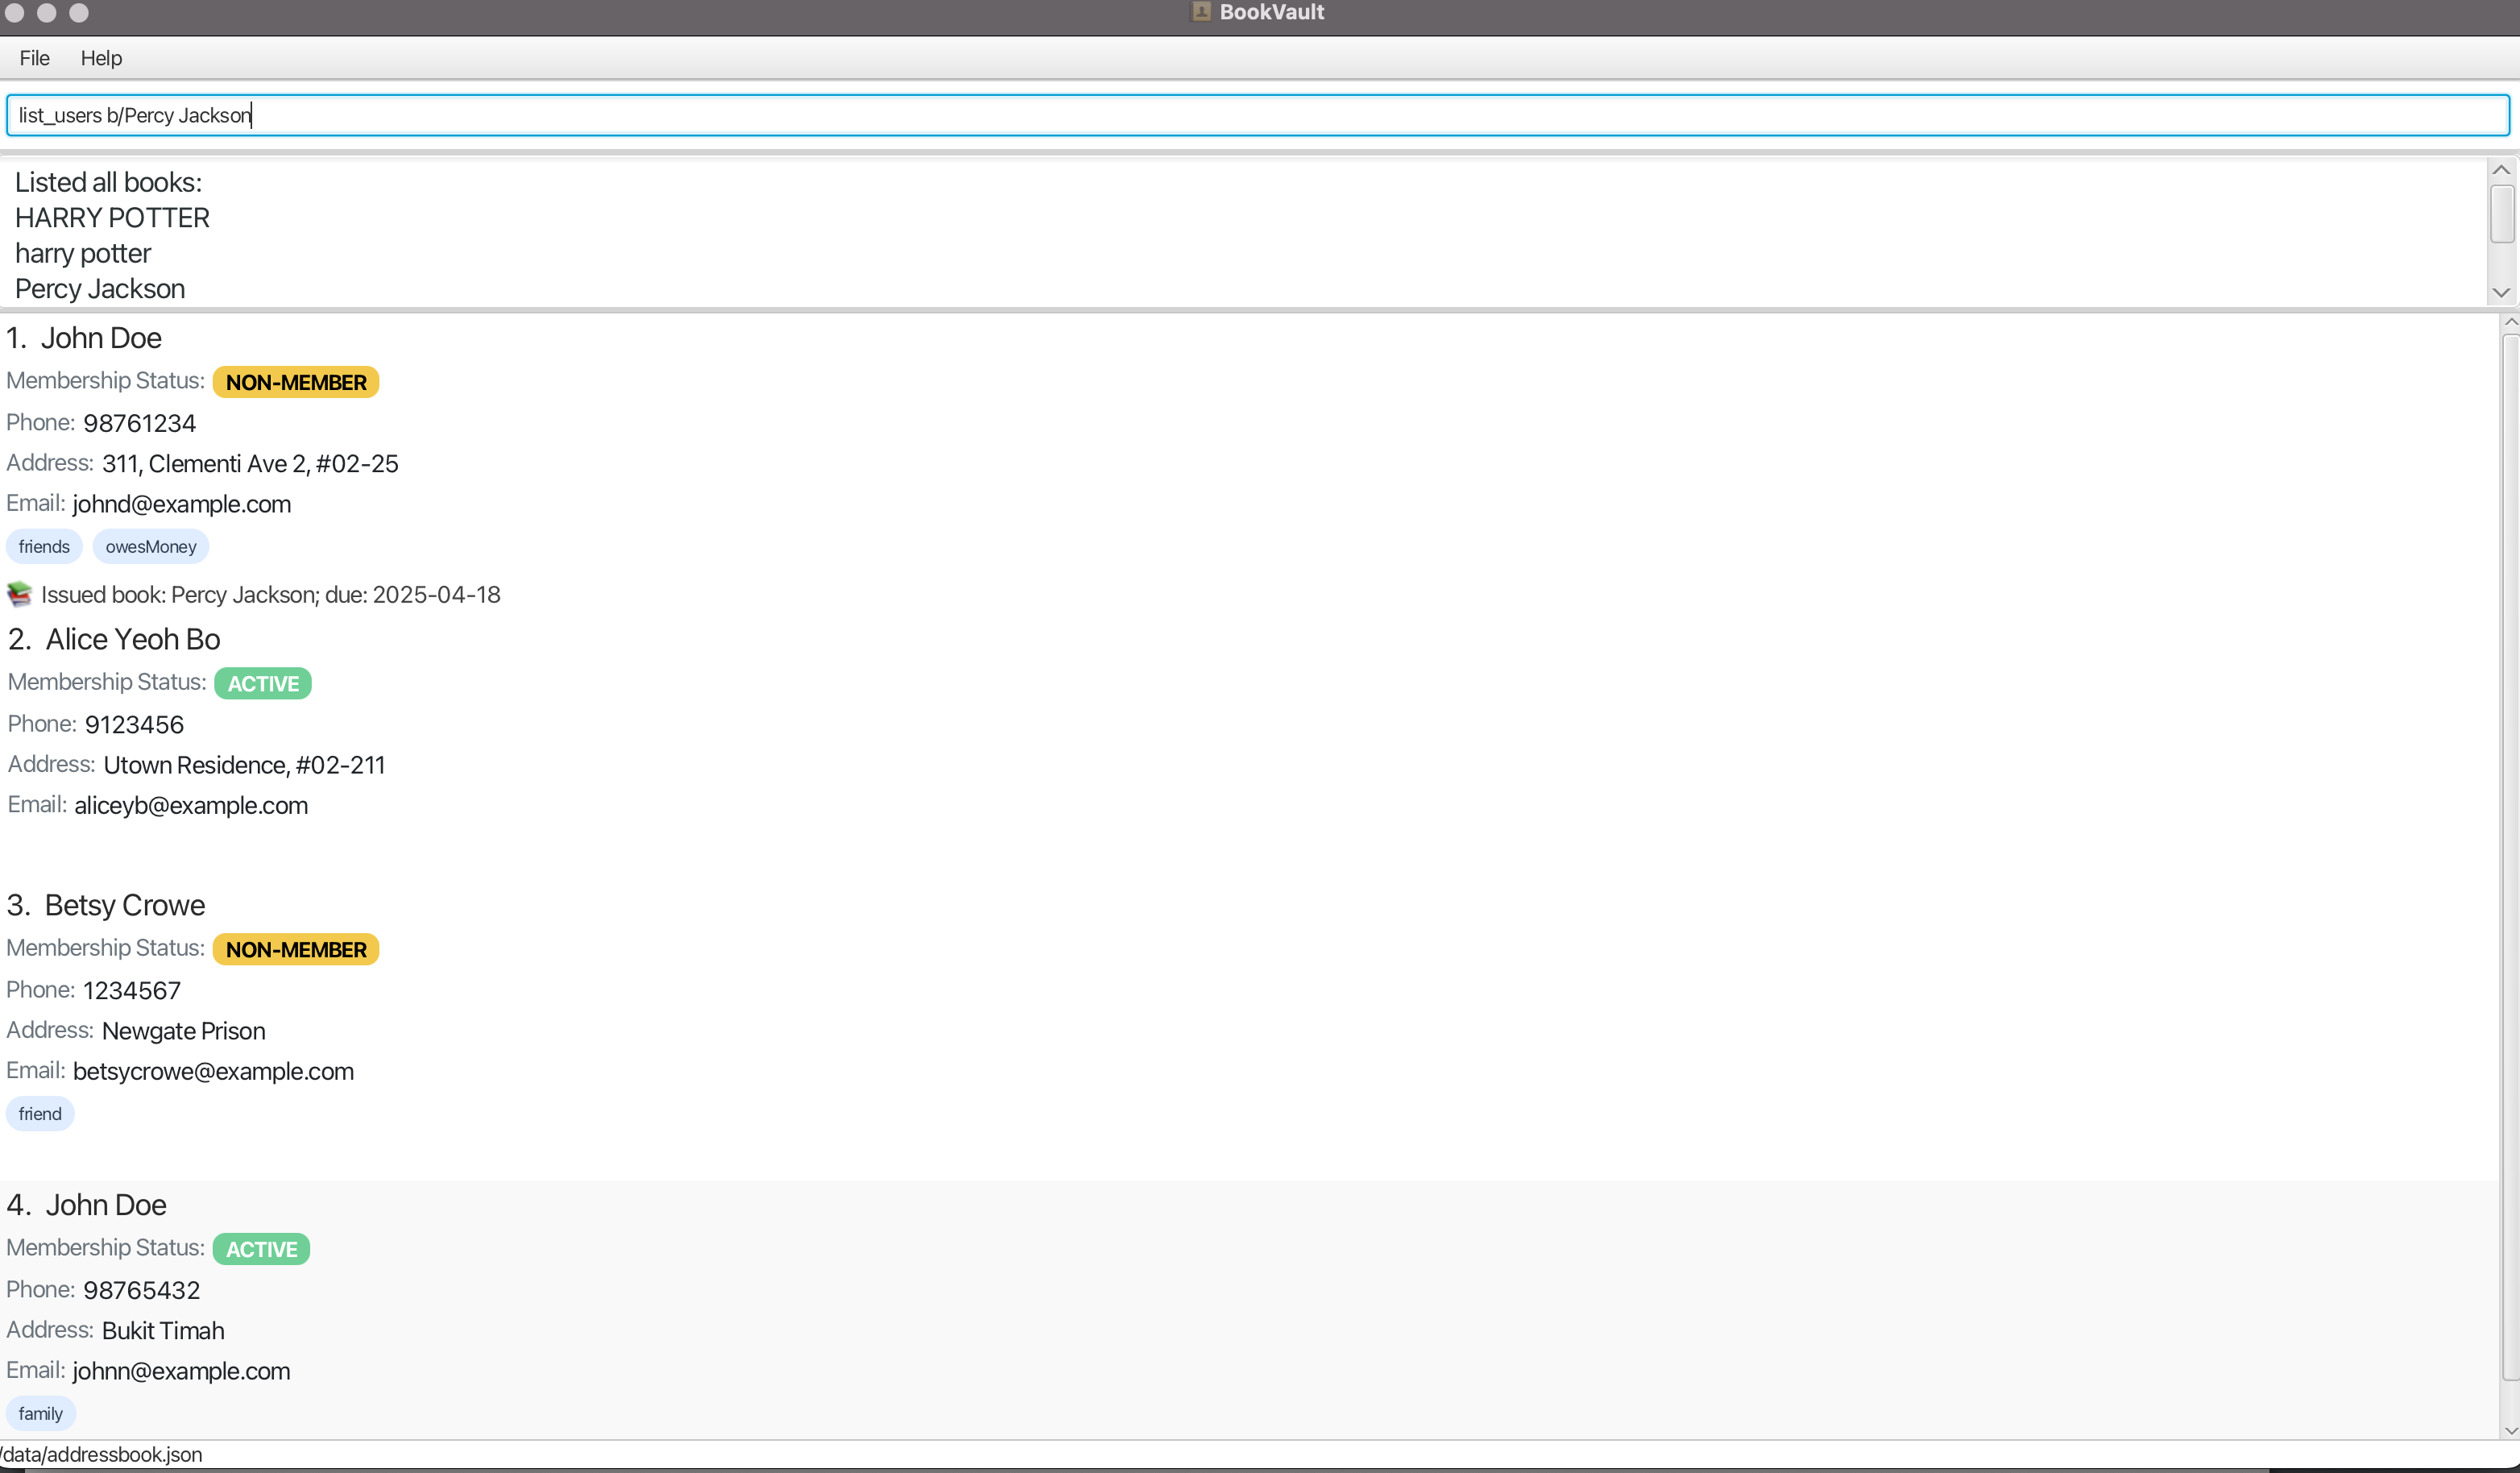 BookVault
File Help
list_users b/Percy Jackson
Listed all books:
HARRY POTTER
harry potter
Percy Jackson
1. John Doe
Membership Status: NON-MEMBER
Phone: 98761234
Address: 311, Clementi Ave 2, #02-25
Email: johnd@example.com
friends owesMoney
Issued book: Percy Jackson; due: 2025-04-18
2. Alice Yeoh Bo
Membership Status: ACTIVE
Phone: 9123456
Address: Utown Residence, #02-211
Email: aliceyb@example.com
3. Betsy Crowe
Membership Status: NON-MEMBER
Phone: 1234567
Address: Newgate Prison
Email: betsycrowe@example.com
friend
4. John Doe
Membership Status: ACTIVE
Phone: 98765432
Address: Bukit Timah
Email: johnn@example.com
family
/data/addressbook.json